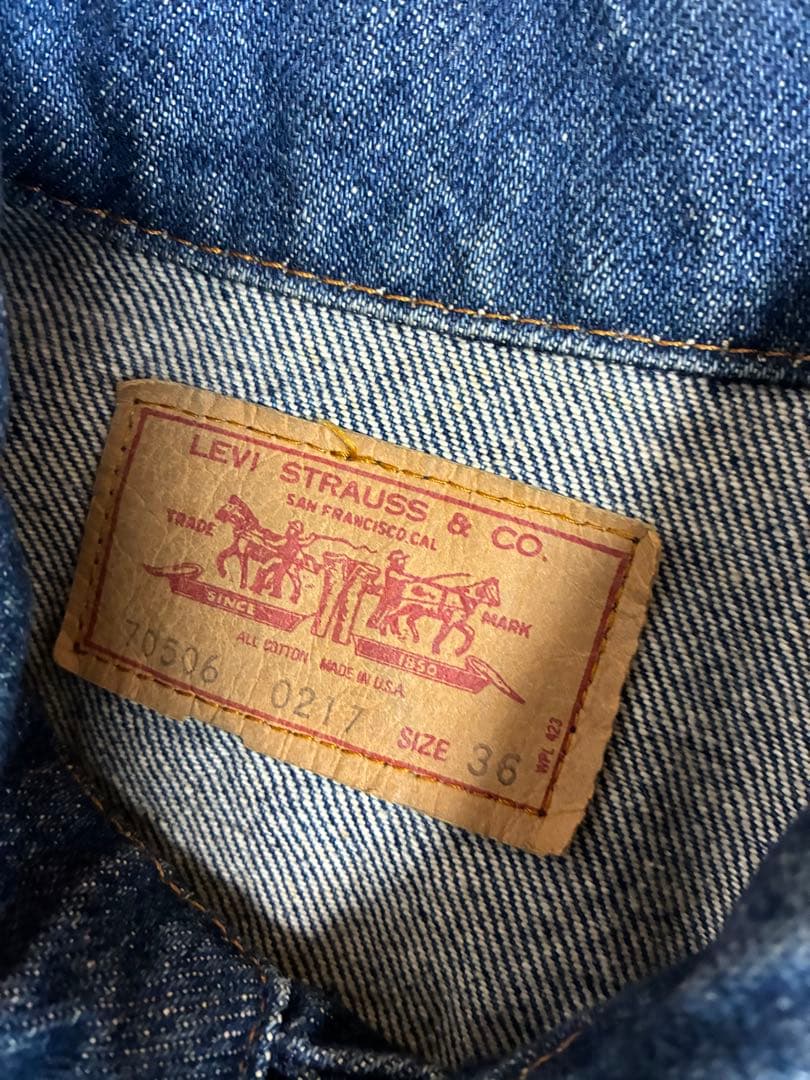 LEVI STRAUSS & CO.
SAN FRANCISCO,CAL
TRADE MARK
SINCE 1850
ALL COTTON MADE IN U.S.A.
70506 0217 SIZE 36
WPL 423